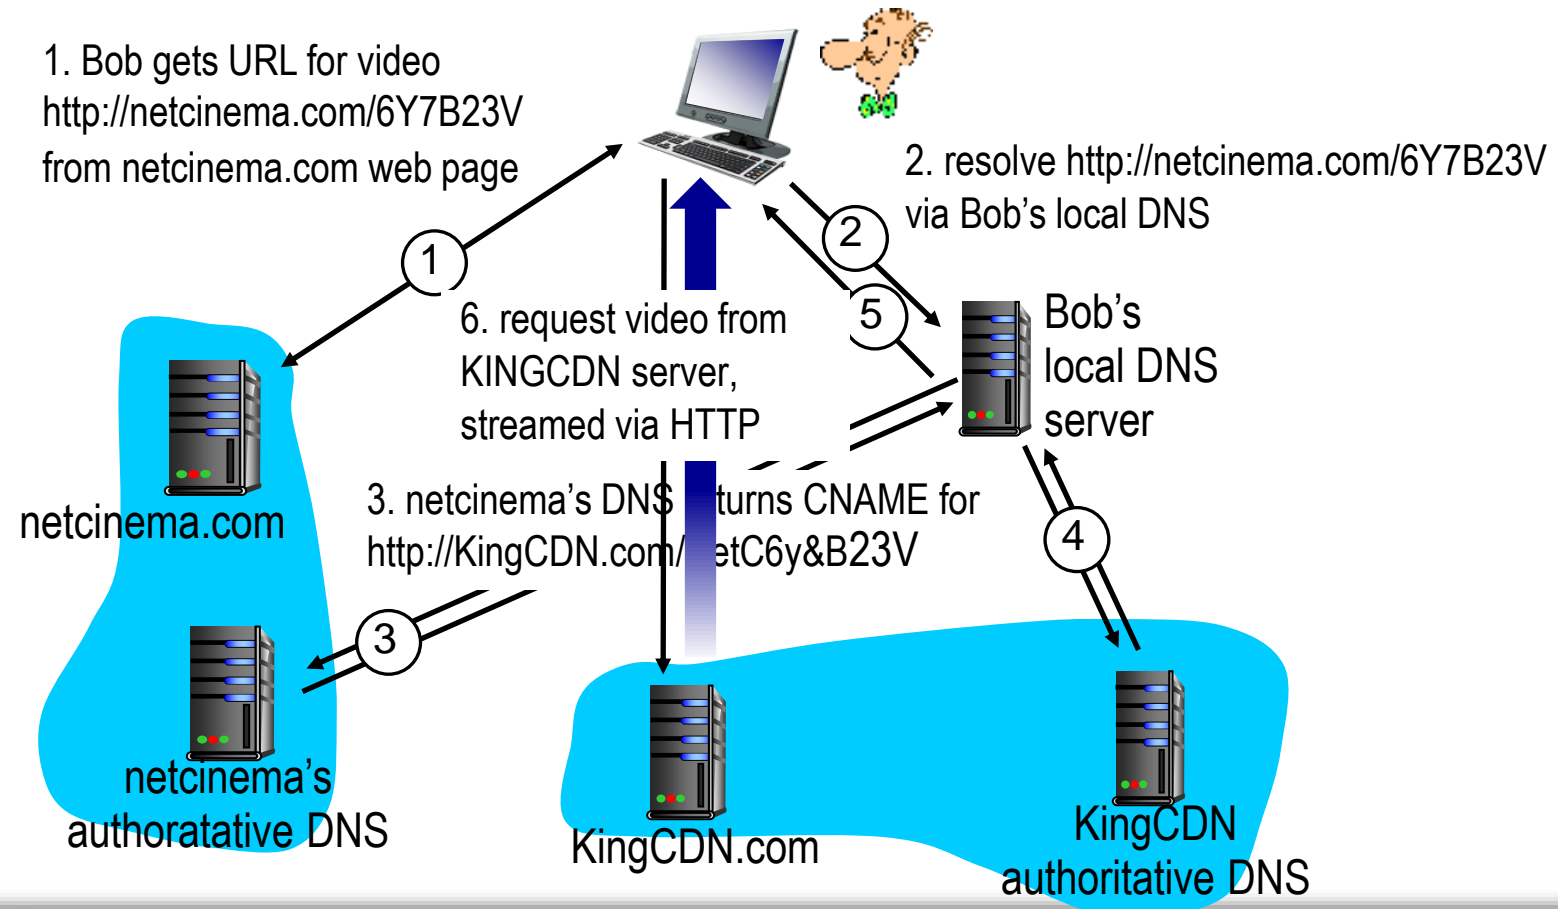 1. Bob gets URL for video
http://netcinema.com/6Y7B23V
from netcinema.com web page
2. resolve http://netcinema.com/6Y7B23V
via Bob’s local DNS
1
2
5
6. request video from
KINGCDN server,
streamed via HTTP
Bob’s
local DNS
server
netcinema.com
3. netcinema’s DNS turns CNAME for
http://KingCDN.com/ etC6y&B23V
4
3
netcinema’s
authoratative DNS
KingCDN.com
KingCDN
authoritative DNS